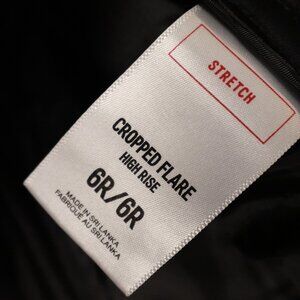 STRETCH
CROPPED FLARE
HIGH RISE
6R/6R
MADE IN SRI LANKA
FABRIQUÉ AU SRI LANKA